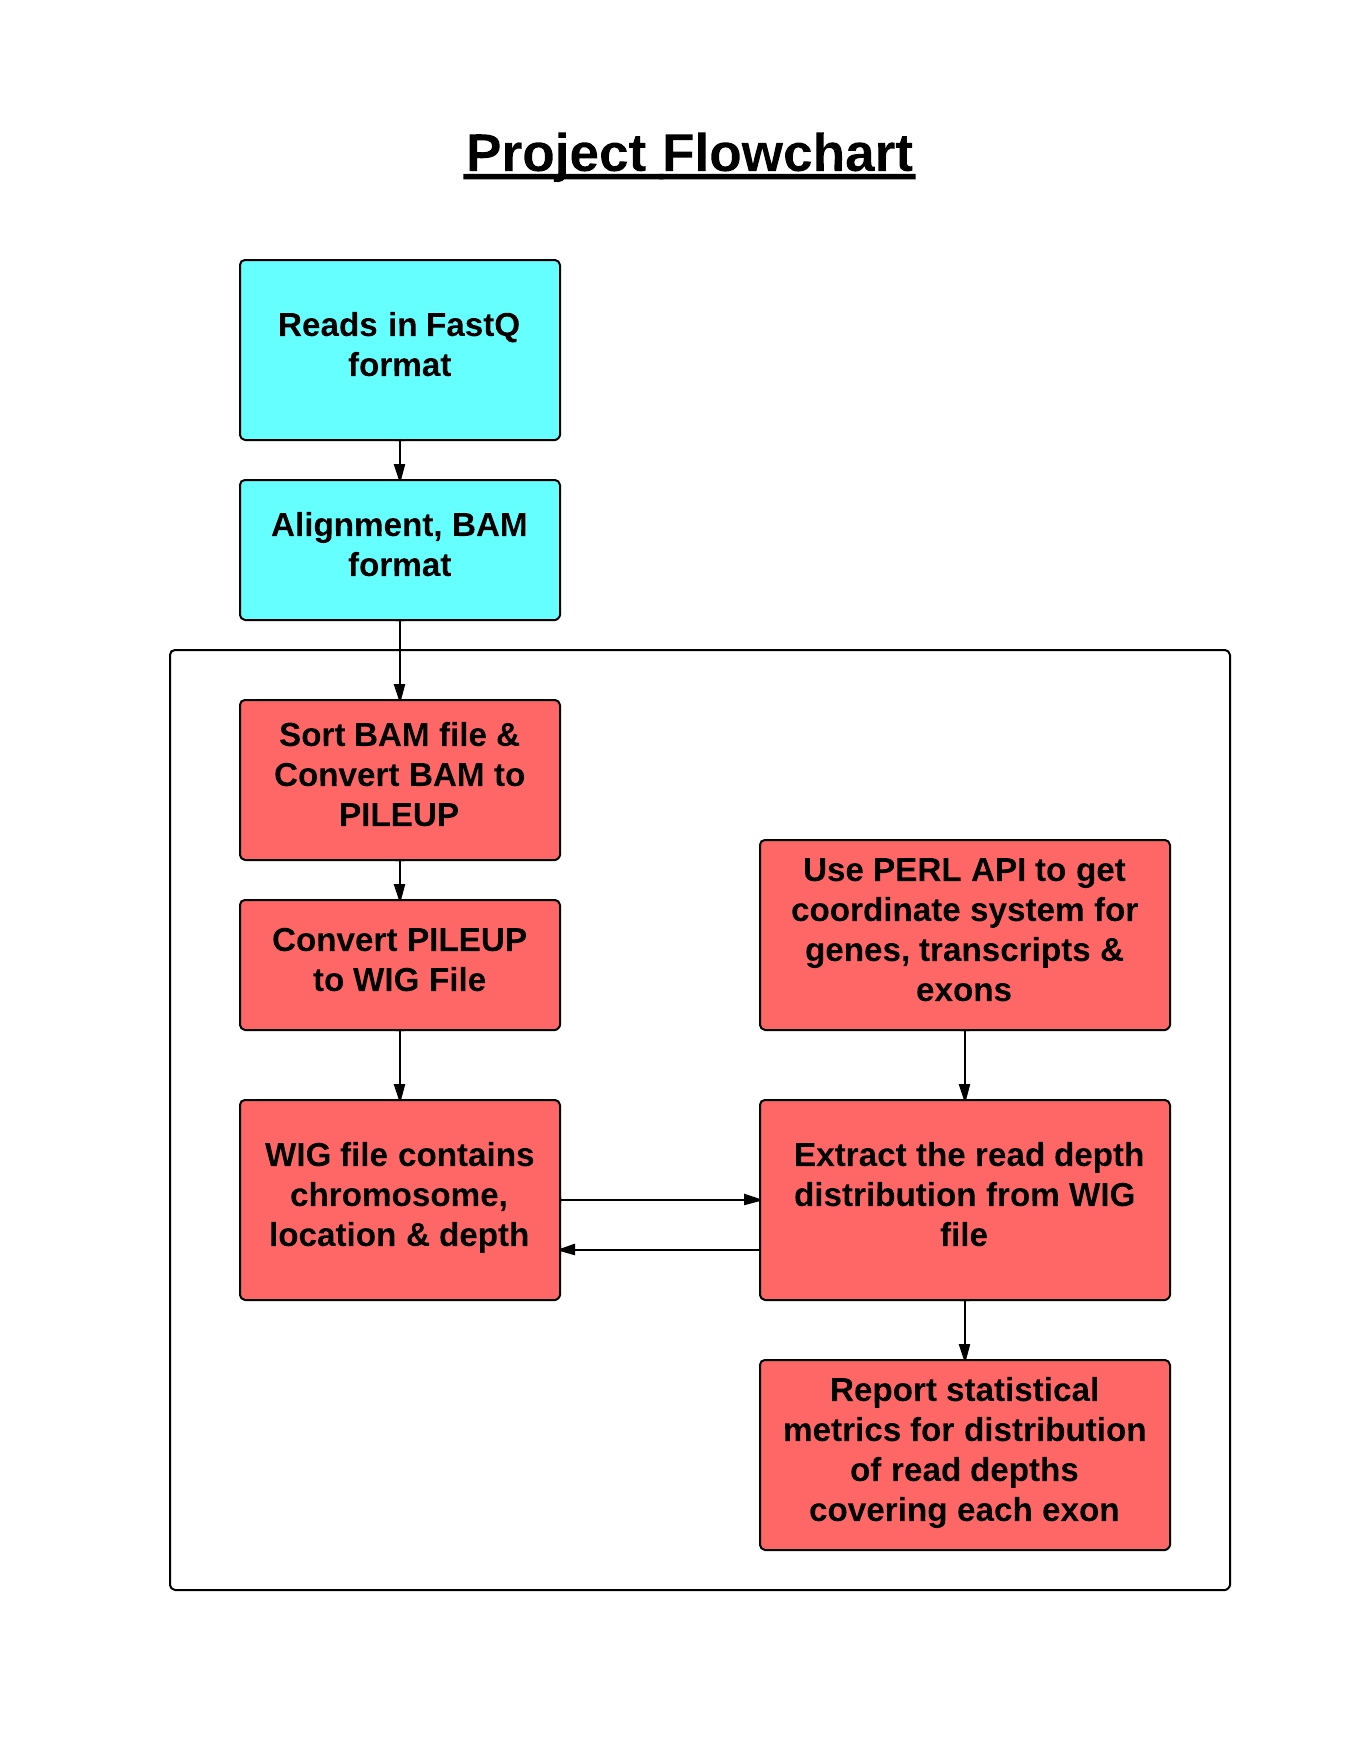 Project Flowchart
Reads in FastQ
format
Alignment, BAM
format
Sort BAM file &
Convert BAM to
PILEUP
Convert PILEUP
to WIG File
WIG file contains
chromosome,
location & depth
Use PERL API to get
coordinate system for
genes, transcripts &
exons
Extract the read depth
distribution from WIG
file
Report statistical
metrics for distribution
of read depths
covering each exon